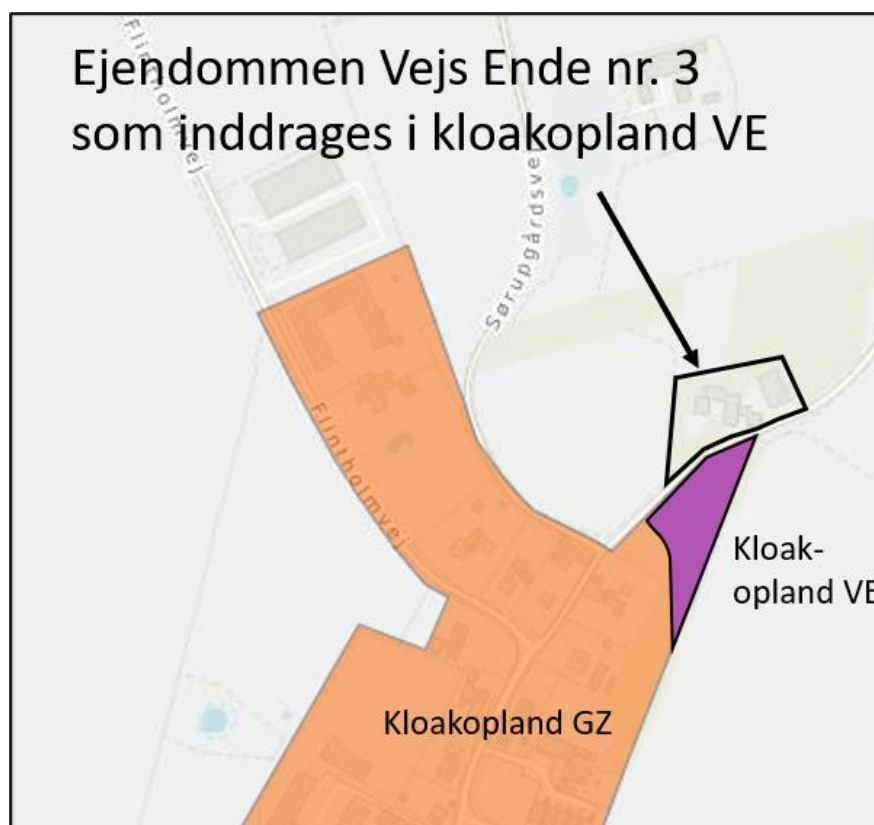 Ejendommen Vejs Ende nr. 3
som inddrages i kloakopland VE
Flintholmvej
Sørupgårdsvej
Flintholmvej
Kloak-
opland VE
Kloakopland GZ